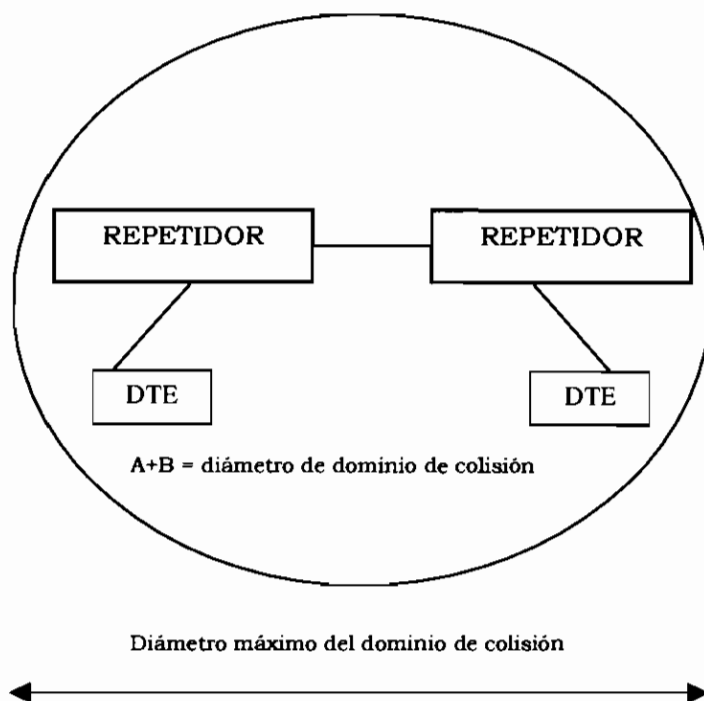 REPETIDOR
REPETIDOR
DTE
DTE
A+B = diámetro de dominio de colisión
Diámetro máximo del dominio de colisión